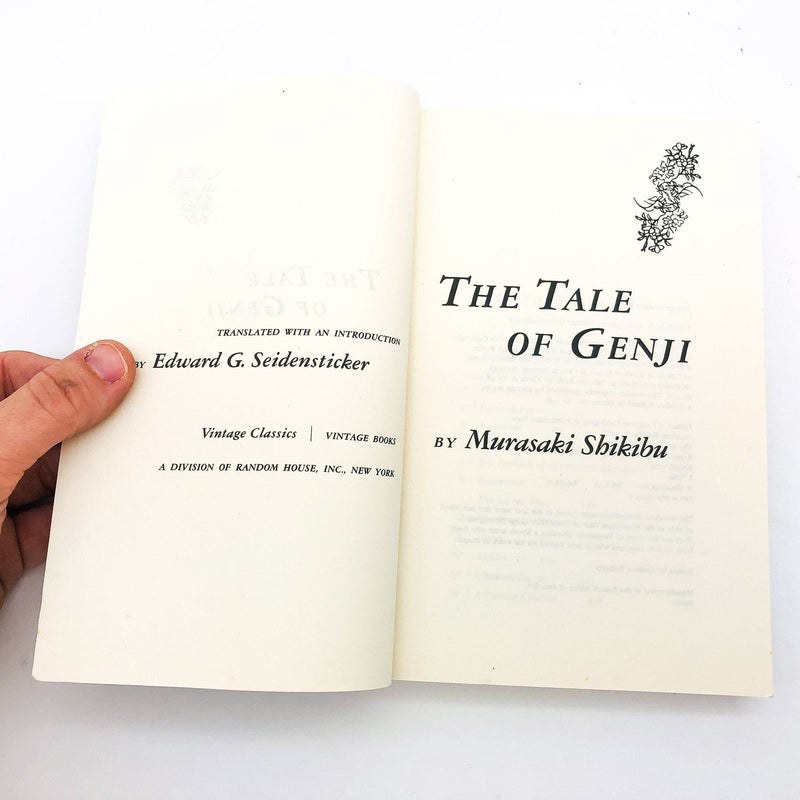 TRANSLATED WITH AN INTRODUCTION
BY Edward G. Seidensticker
Vintage Classics | VINTAGE BOOKS
A DIVISION OF RANDOM HOUSE, INC., NEW YORK
THE TALE
OF GENJI
BY Murasaki Shikibu